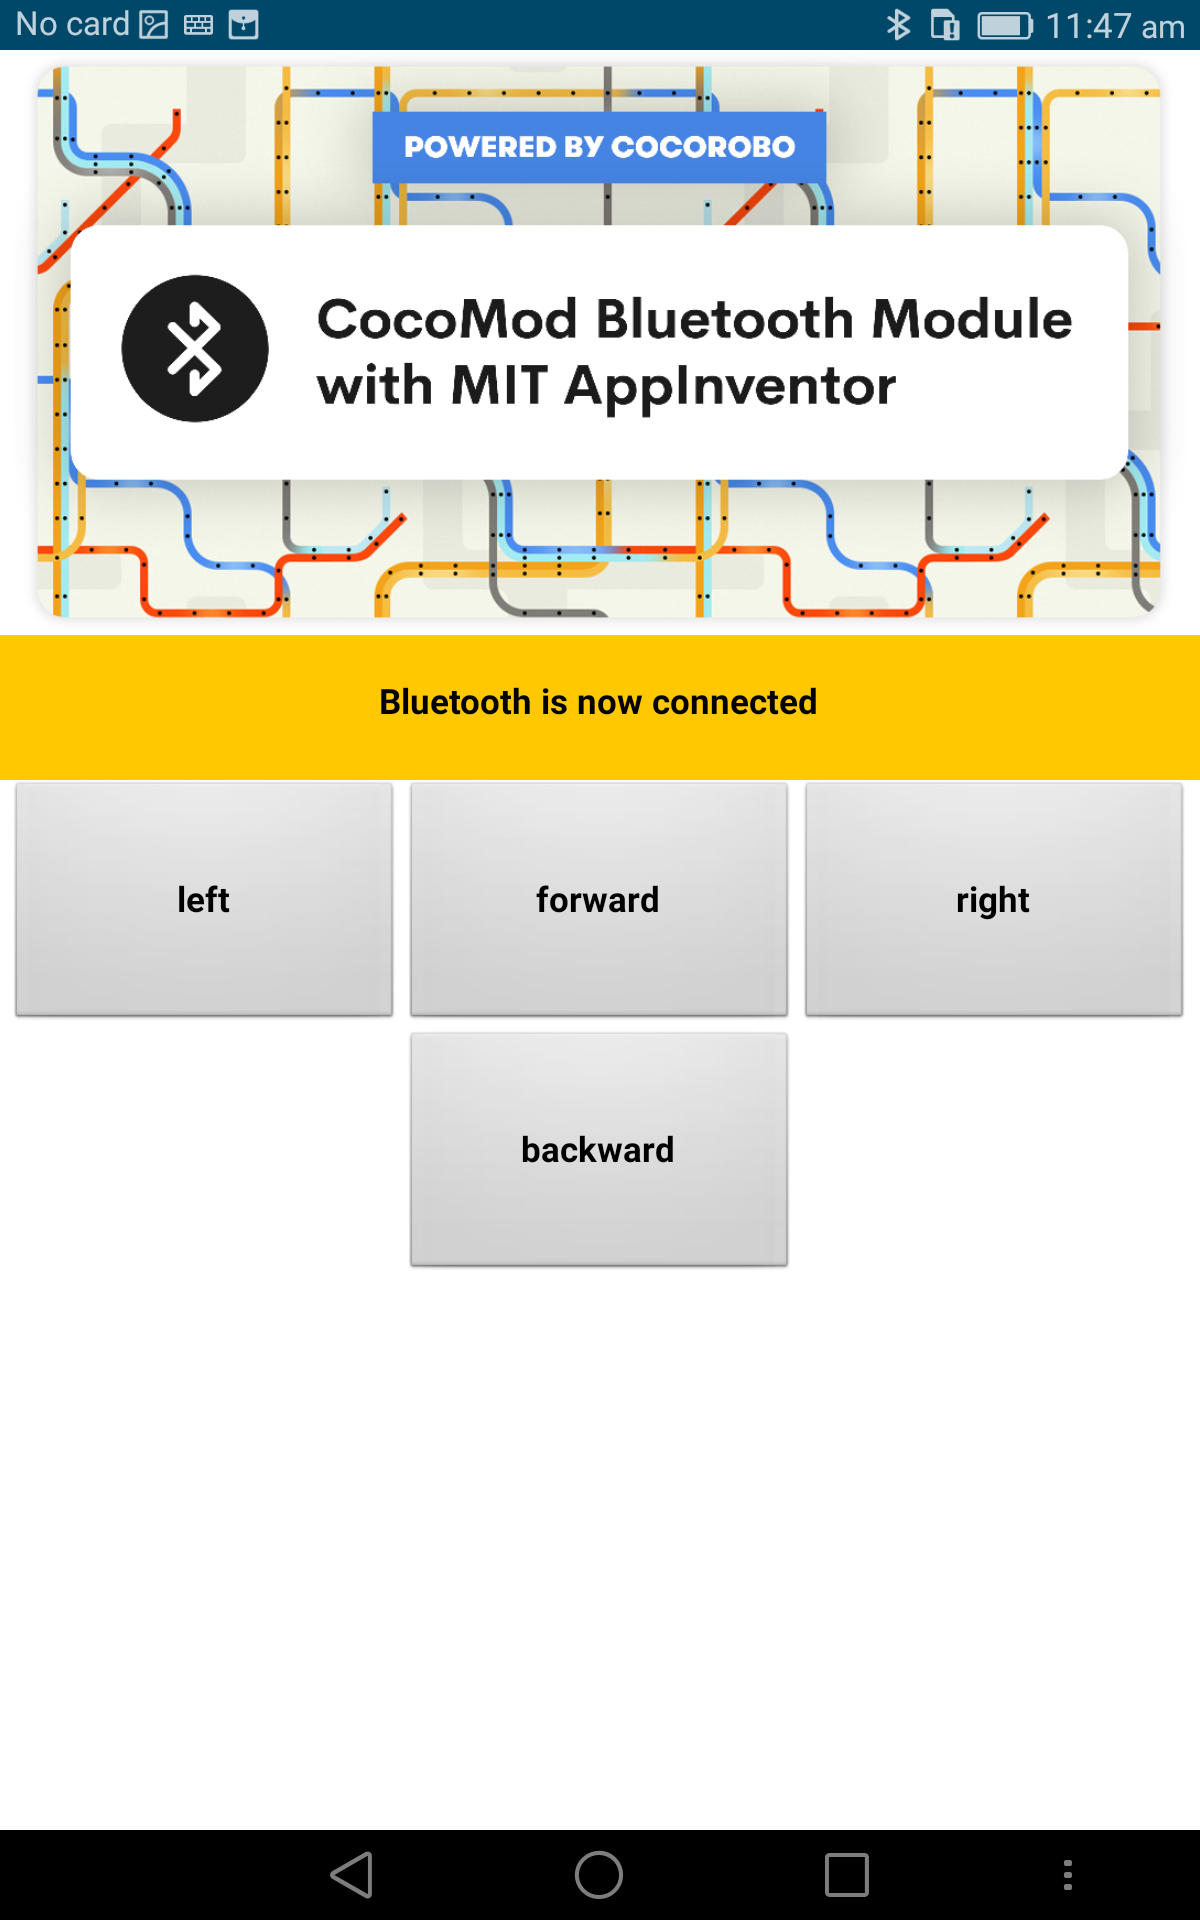 No card
11:47 am
POWERED BY COCOROBO
CocoMod Bluetooth Module
with MIT AppInventor
Bluetooth is now connected
left
forward
right
backward